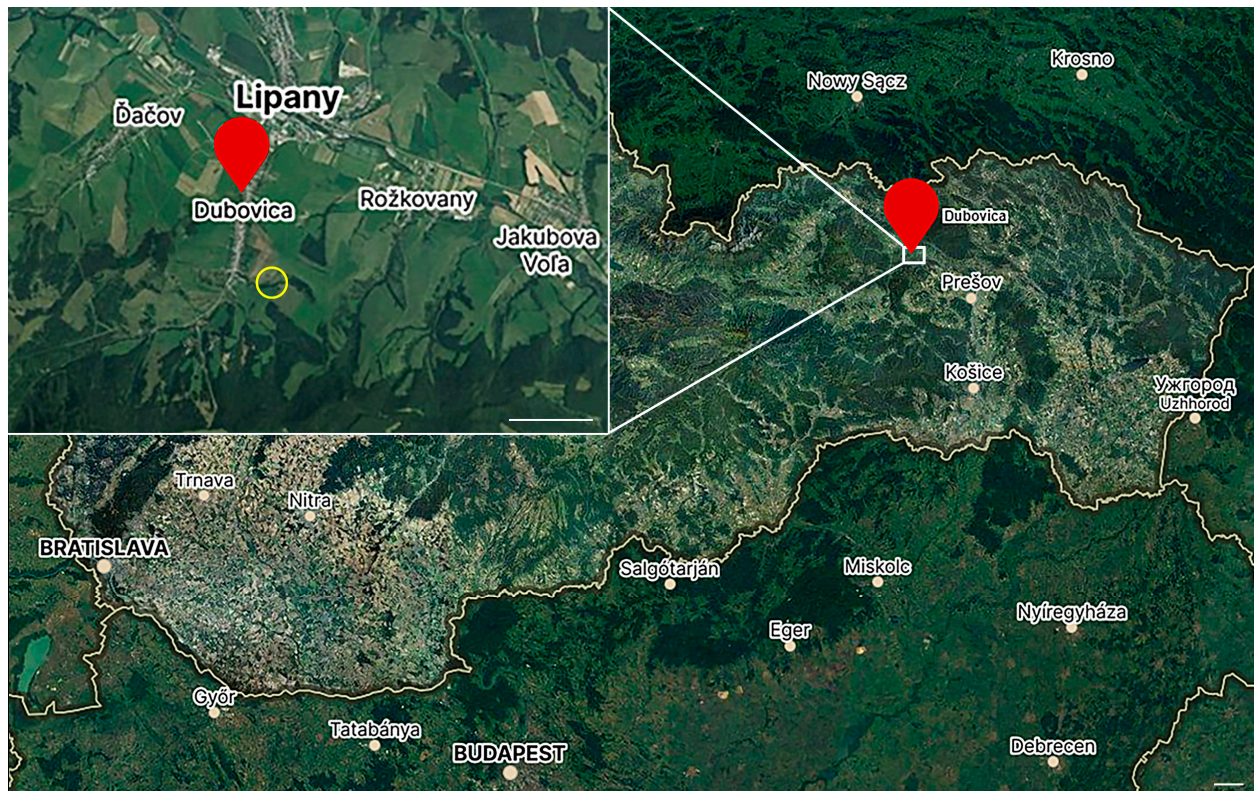 Lipany
Ďačov
Dubovica
Rožkovany
Jakubova
Voľa
Nowy Sącz
Krosno
Dubovica
Prešov
Košice
Ужгород
Uzhhorod
Trnava
Nitra
BRATISLAVA
Salgótarján
Miskolc
Nyíregyháza
Eger
Győr
Tatabánya
BUDAPEST
Debrecen